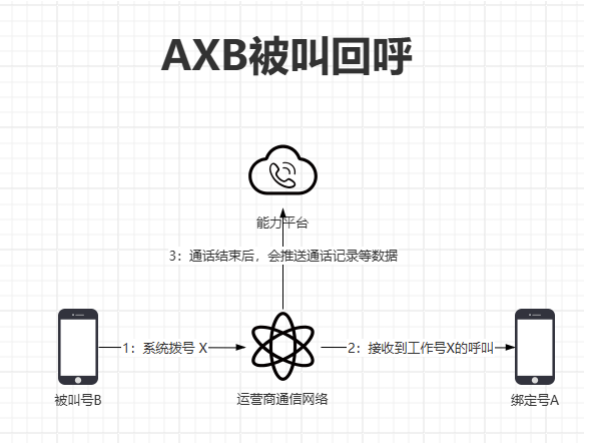 AXB被叫回呼
能力平台
3：通话结束后，会推送通话记录等数据
1：系统拨号 X
2：接收到工作号X的呼叫
被叫号B
运营商通信网络
绑定号A